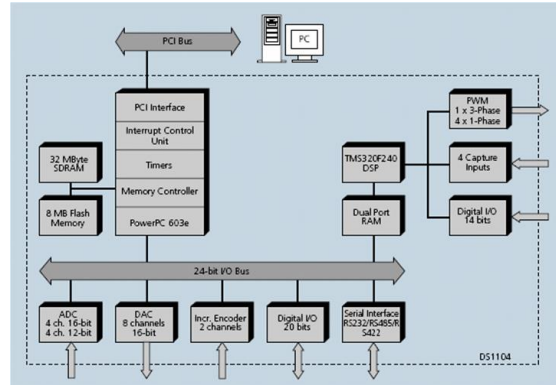 PCI Bus
PC
PCI Interface
Interrupt Control
Unit
Timers
Memory Controller
PowerPC 603e
32 MByte
SDRAM
8 MB Flash
Memory
TMS320F240
DSP
Dual Port
RAM
PWM
1 x 3-Phase
4 x 1-Phase
4 Capture
Inputs
Digital I/O
14 bits
24-bit I/O Bus
ADC
4 ch. 16-bit
4 ch. 12-bit
DAC
8 channels
16-bit
Incr. Encoder
2 channels
Digital I/O
20 bits
Serial Interface
RS232/RS485/R
S422
DS1104